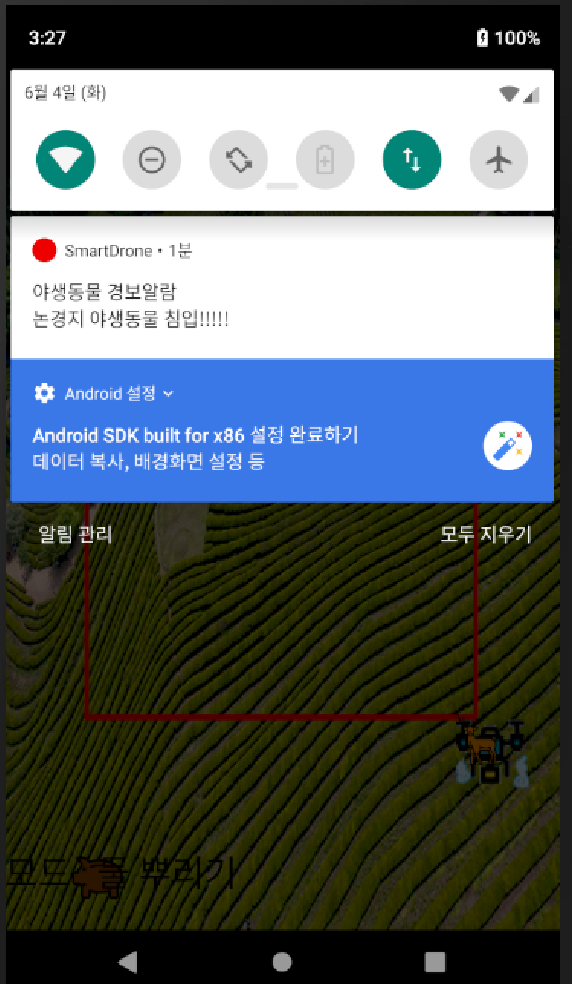 3:27
100%
6월 4일 (화)
SmartDrone • 1분
야생동물 경보알람
논경지 야생동물 침입!!!!!
Android 설정
Android SDK built for x86 설정 완료하기
데이터 복사, 배경화면 설정 등
알림 관리
모두 지우기
모드 뿌리기